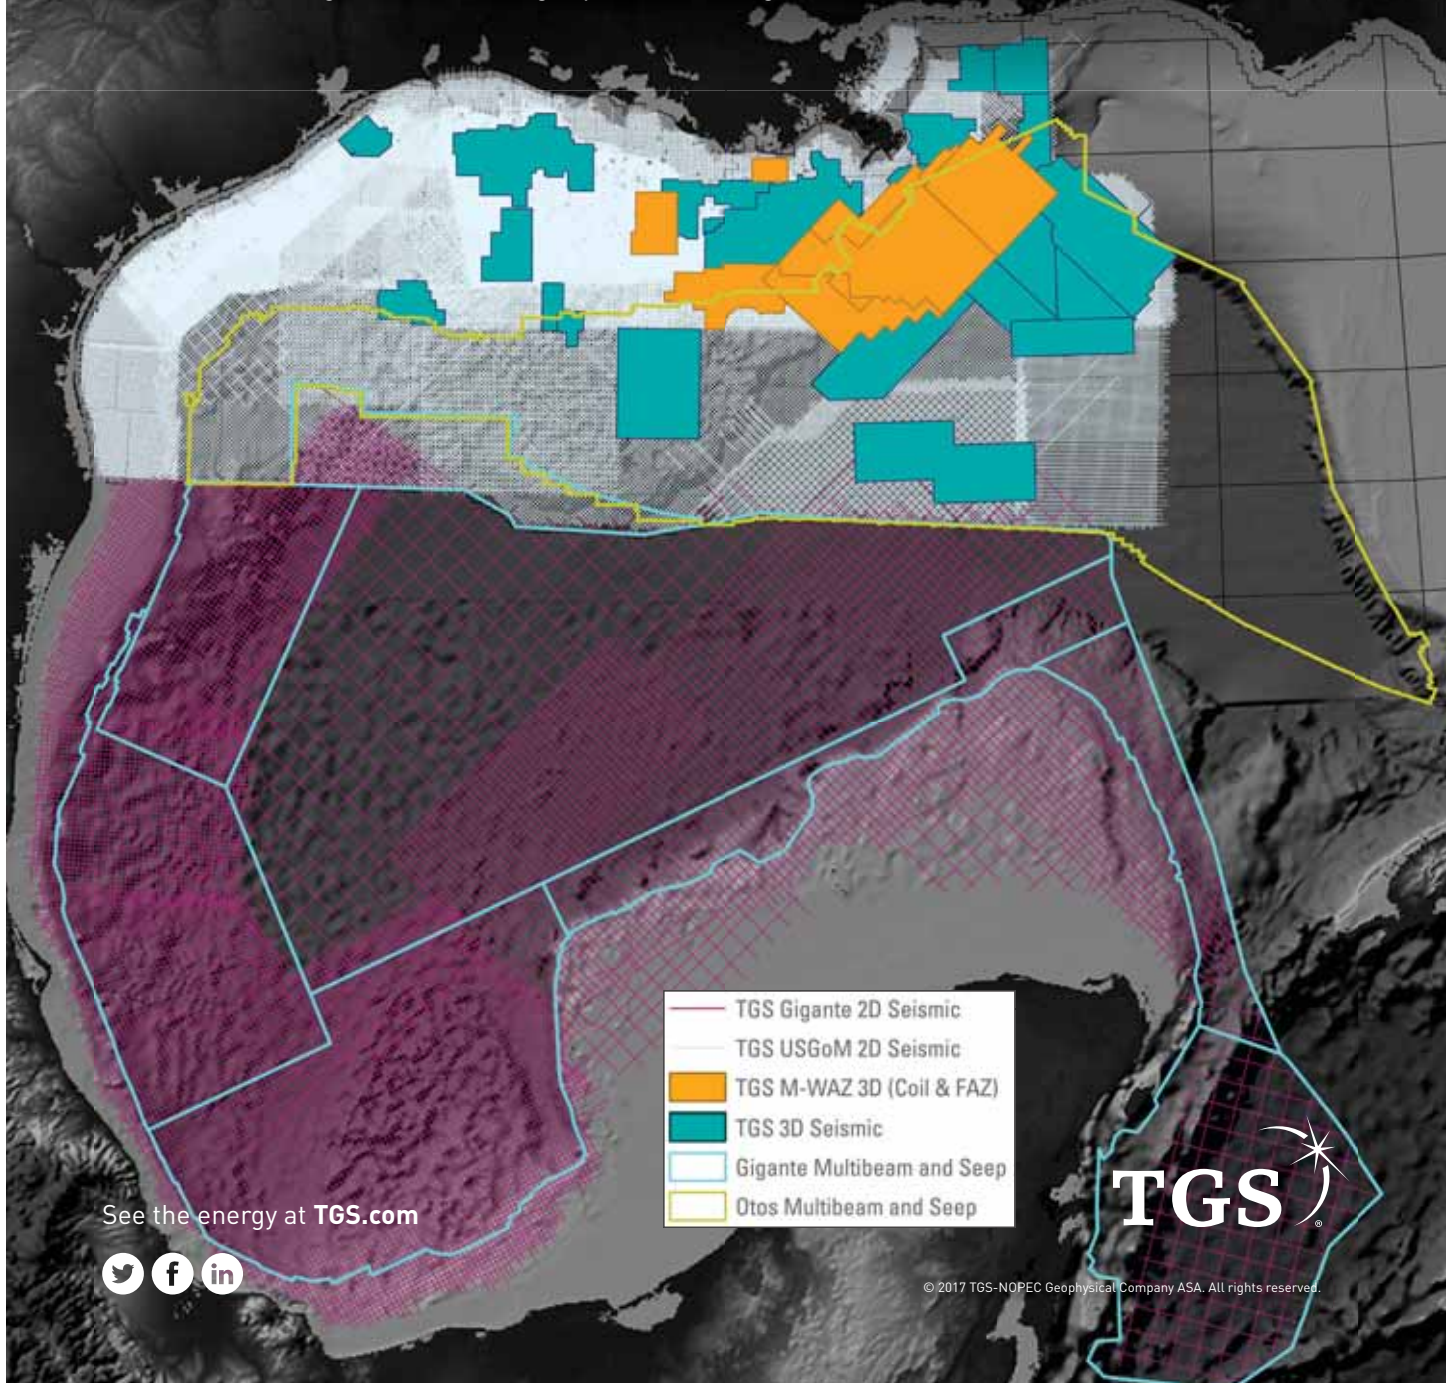 TGS Gigante 2D Seismic
TGS USGoM 2D Seismic
TGS M-WAZ 3D (Coil & FAZ)
TGS 3D Seismic
Gigante Multibeam and Seep
Otos Multibeam and Seep
TGS
®
See the energy at TGS.com
© 2017 TGS-NOPEC Geophysical Company ASA. All rights reserved.